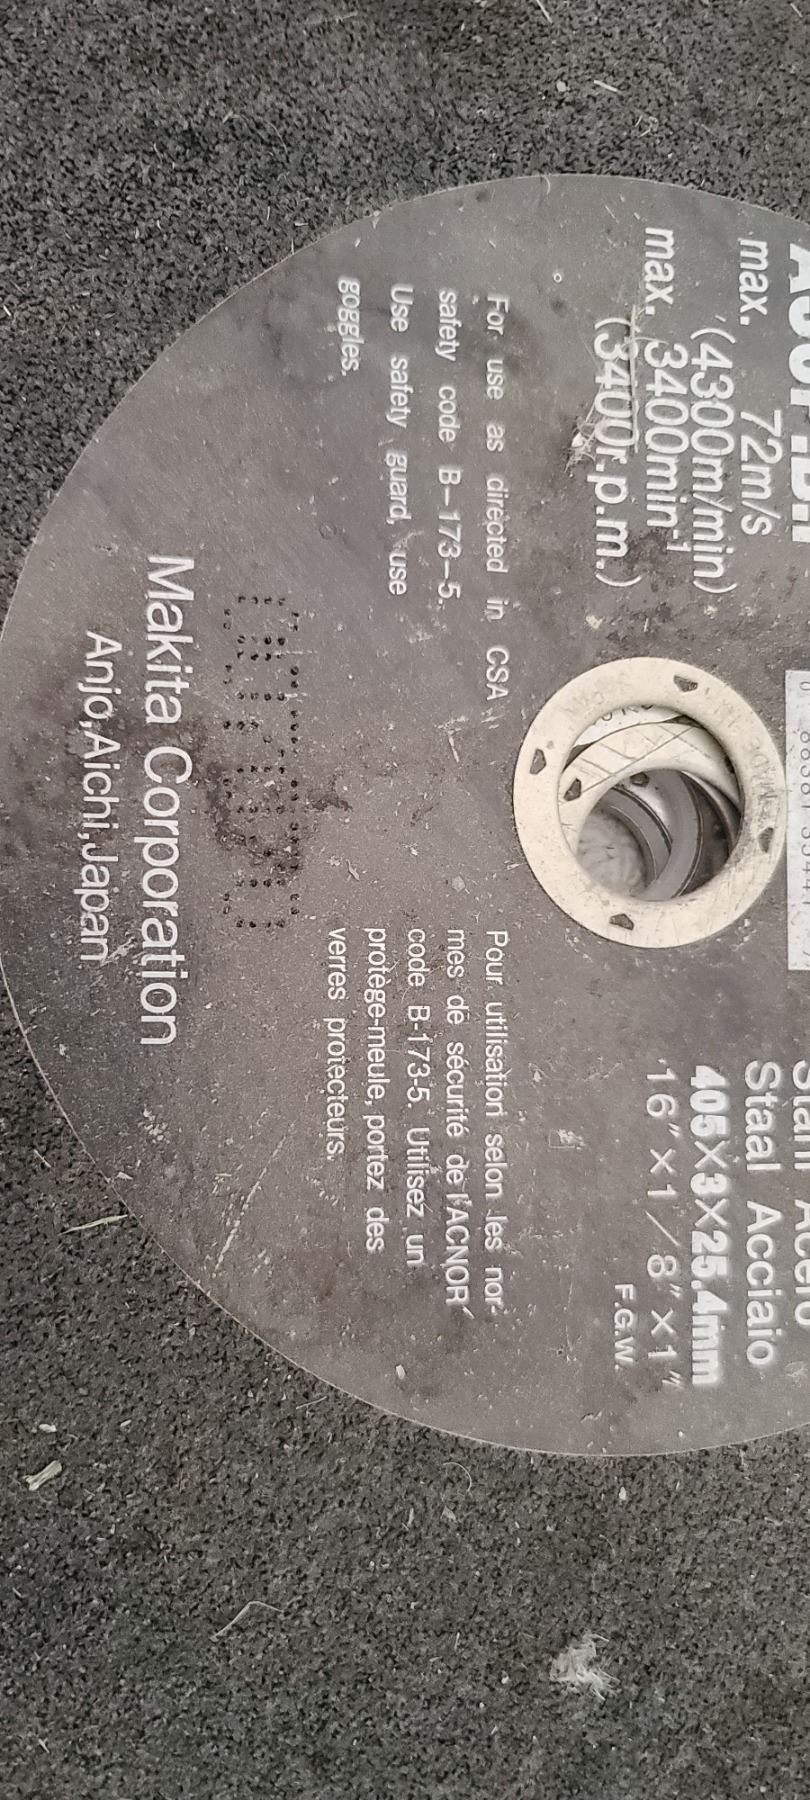 max. 72m/s
(4300m/min)
max. 3400min⁻¹
(3400r.p.m.)
Staal Acciaio
405×3×25.4mm
16″×1/8″×1″
F.G.W.
For use as directed in CSA
safety code B-173-5.
Use safety guard, use
goggles.
Pour utilisation selon les nor-
mes de sécurité de l'ACNOR
code B-173-5. Utilisez un
protège-meule, portez des
verres protecteurs.
Makita Corporation
Anjo,Aichi,Japan